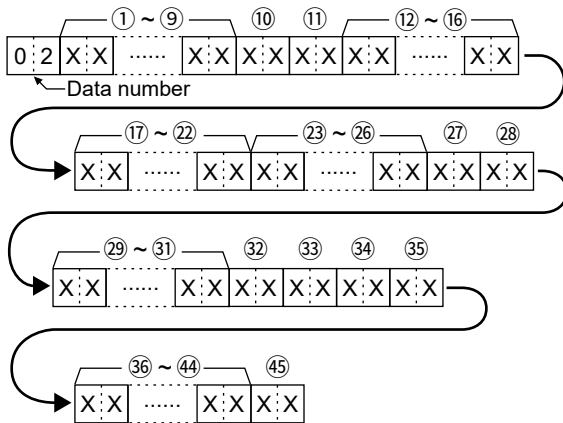 ① ~ ⑨ ⑩ ⑪ ⑫ ~ ⑯
0 2 X X ...... X X X X X X X X ...... X X
Data number
⑰ ~ ㉒ ㉓ ~ ㉖ ㉗ ㉘
X X ...... X X X X ...... X X X X X X
㉙ ~ ㉛ ㉜ ㉝ ㉞ ㉟
X X ...... X X X X X X X X X X
㊱ ~ ㊹ ㊺
X X ...... X X X X